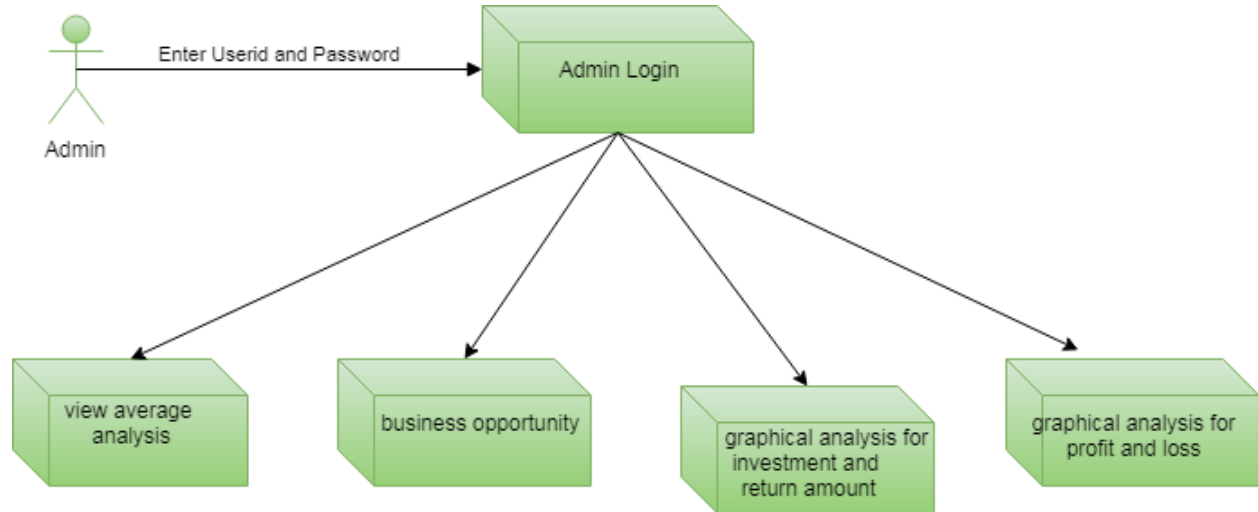 Enter Userid and Password
Admin Login
Admin
view average
analysis
business opportunity
graphical analysis for
investment and
return amount
graphical analysis for
profit and loss